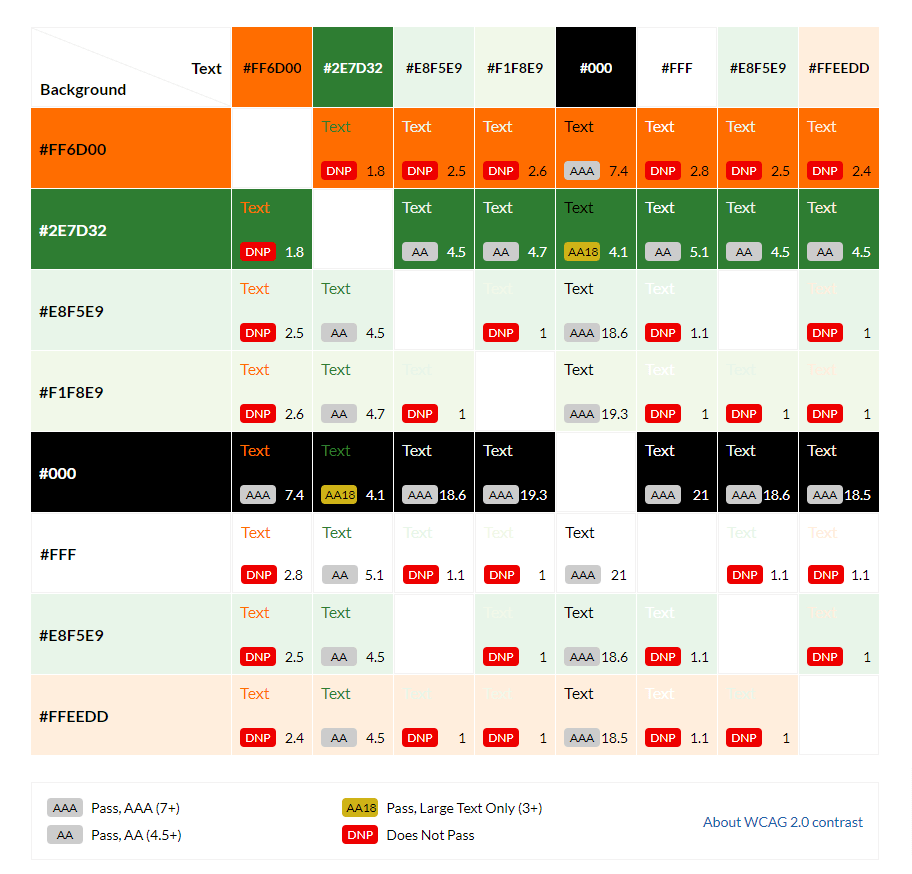 Text
Background
#FF6D00 #2E7D32 #E8F5E9 #F1F8E9 #000 #FFF #E8F5E9 #FFEEDD
#FF6D00
Text Text Text Text Text Text Text
DNP 1.8 DNP 2.5 DNP 2.6 AAA 7.4 DNP 2.8 DNP 2.5 DNP 2.4
#2E7D32
Text Text Text Text Text Text Text
DNP 1.8 AA 4.5 AA 4.7 AA18 4.1 AA 5.1 AA 4.5 AA 4.5
#E8F5E9
Text Text Text Text Text Text
DNP 2.5 AA 4.5 DNP 1 AAA 18.6 DNP 1.1 DNP 1
#F1F8E9
Text Text Text Text Text Text Text
DNP 2.6 AA 4.7 DNP 1 AAA 19.3 DNP 1 DNP 1 DNP 1
#000
Text Text Text Text Text Text Text
AAA 7.4 AA18 4.1 AAA 18.6 AAA 19.3 AAA 21 AAA 18.6 AAA 18.5
#FFF
Text Text Text Text Text Text Text
DNP 2.8 AA 5.1 DNP 1.1 DNP 1 AAA 21 DNP 1.1 DNP 1.1
#E8F5E9
Text Text Text Text Text Text
DNP 2.5 AA 4.5 DNP 1 AAA 18.6 DNP 1.1 DNP 1
#FFEEDD
Text Text Text Text Text Text Text
DNP 2.4 AA 4.5 DNP 1 DNP 1 AAA 18.5 DNP 1.1 DNP 1
AAA Pass, AAA (7+) AA18 Pass, Large Text Only (3+)
AA Pass, AA (4.5+) DNP Does Not Pass
About WCAG 2.0 contrast